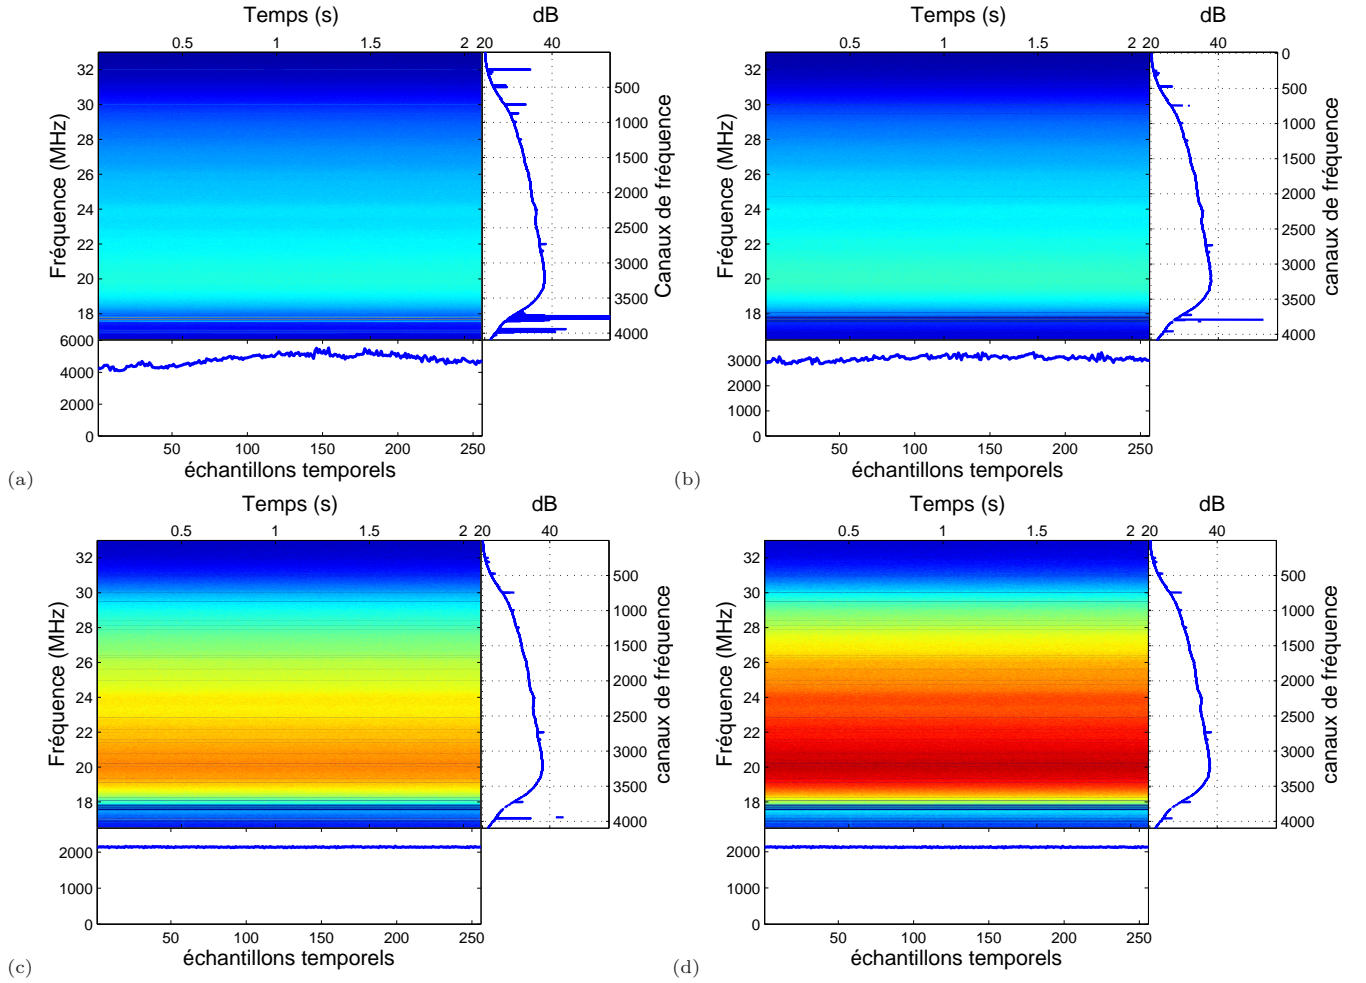 Temps (s) dB
0.5 1 1.5 2 20 40
Fréquence (MHz)
32 30 28 26 24 22 20 18
500 1000 1500 2000 2500 3000 3500 4000
Canaux de fréquence
6000 4000 2000 0
50 100 150 200 250
échantillons temporels
(a)
Temps (s) dB
0.5 1 1.5 2 20 40
Fréquence (MHz)
32 30 28 26 24 22 20 18
0 500 1000 1500 2000 2500 3000 3500 4000
canaux de fréquence
3000 2000 1000 0
50 100 150 200 250
échantillons temporels
(b)
Temps (s) dB
0.5 1 1.5 2 20 40
Fréquence (MHz)
32 30 28 26 24 22 20 18
500 1000 1500 2000 2500 3000 3500 4000
canaux de fréquence
2000 1000 0
50 100 150 200 250
échantillons temporels
(c)
Temps (s) dB
0.5 1 1.5 2 20 40
Fréquence (MHz)
32 30 28 26 24 22 20 18
500 1000 1500 2000 2500 3000 3500 4000
canaux de fréquence
2000 1000 0
50 100 150 200 250
échantillons temporels
(d)